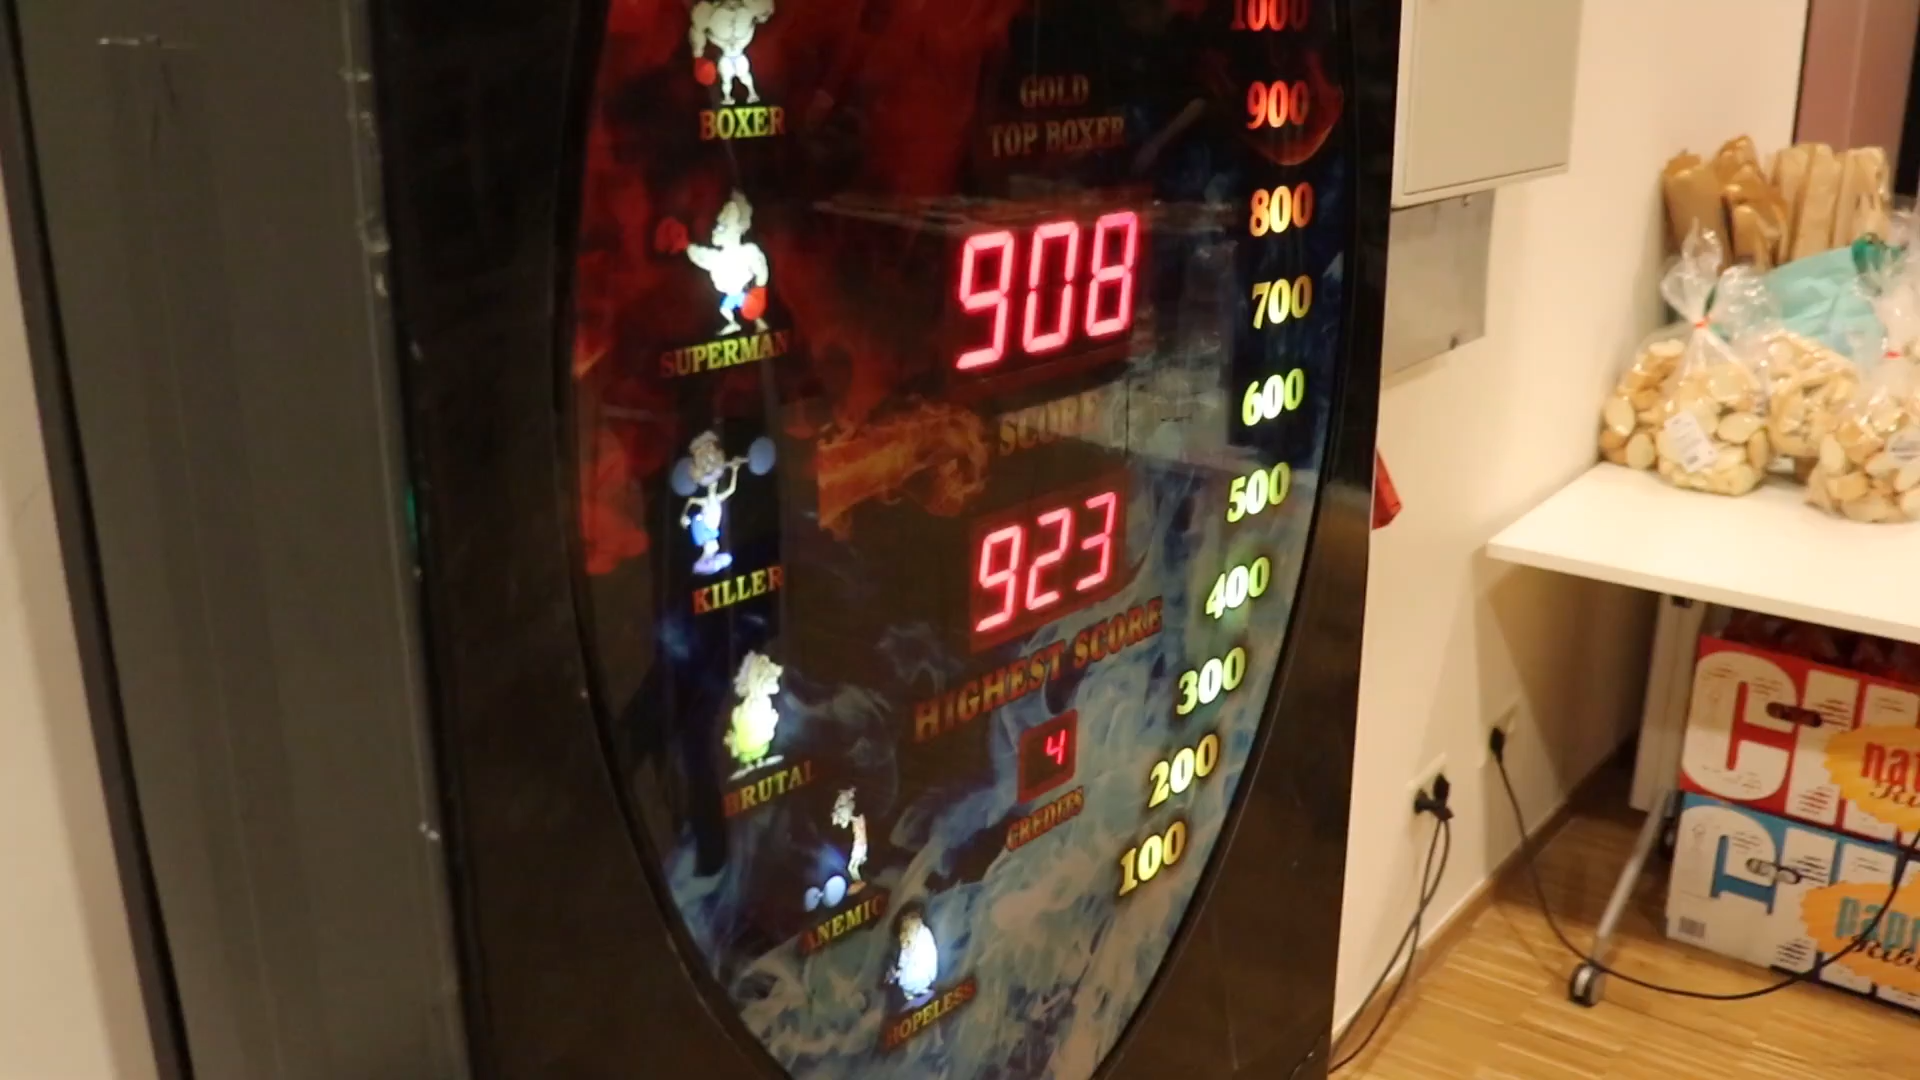 BOXER
SUPERMAN
KILLER
BRUTAL
ANEMIC
HOPELESS
GOLD
TOP BOXER
908
SCORE
923
HIGHEST SCORE
4
CREDITS
1000
900
800
700
600
500
400
300
200
100